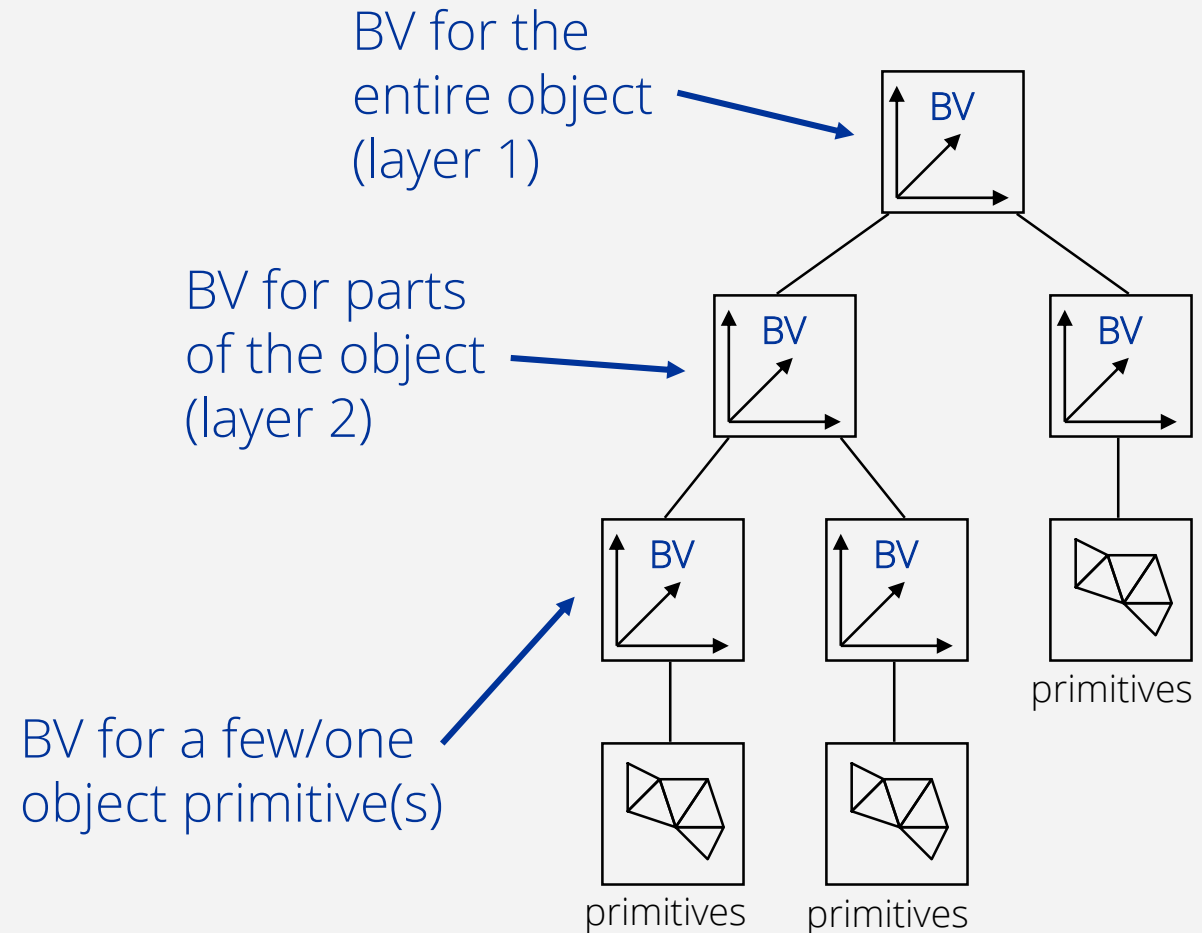 BV for the
entire object
(layer 1)
BV
BV for parts
of the object
(layer 2)
BV
BV
BV
BV
primitives
BV for a few/one
object primitive(s)
primitives
primitives